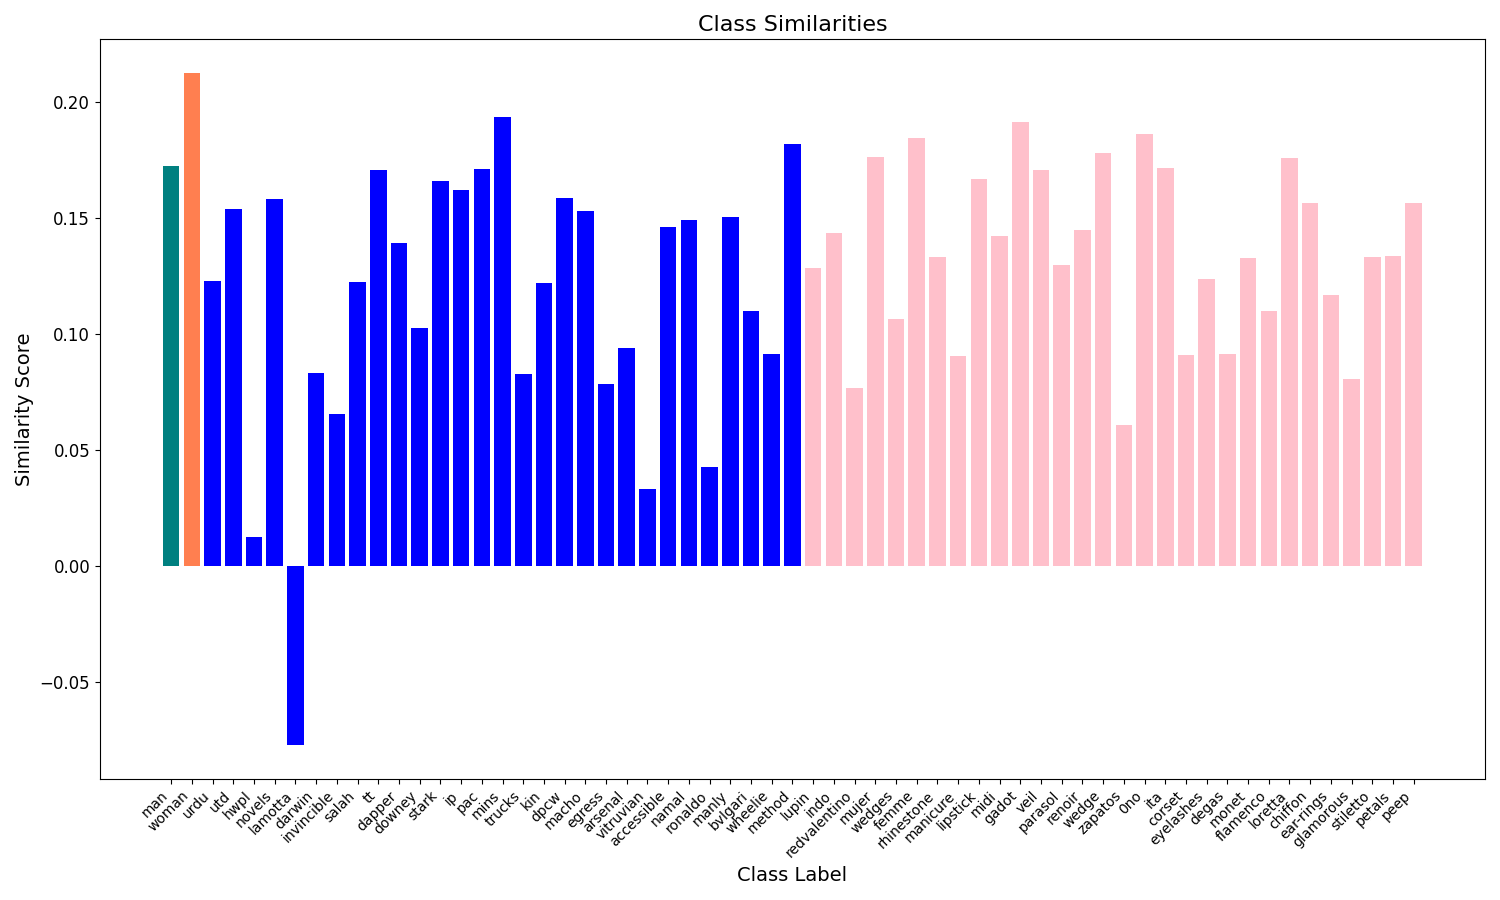 Class Similarities
Similarity Score
0.20
0.15
0.10
0.05
0.00
−0.05
man
woman
urdu
utd
hwpl
novels
lamotta
darwin
invincible
salah
tt
dapper
downey
stark
ip
pac
mins
trucks
kin
dpcw
macho
egress
arsenal
vitruvian
accessible
namal
ronaldo
manly
bvlgari
wheelie
method
lupin
indo
redvalentino
mujer
wedges
femme
rhinestone
manicure
lipstick
midi
gadot
veil
parasol
renoir
wedge
zapatos
0no
ita
corset
eyelashes
degas
monet
flamenco
loretta
chiffon
ear-rings
glamorous
stiletto
petals
peep
Class Label